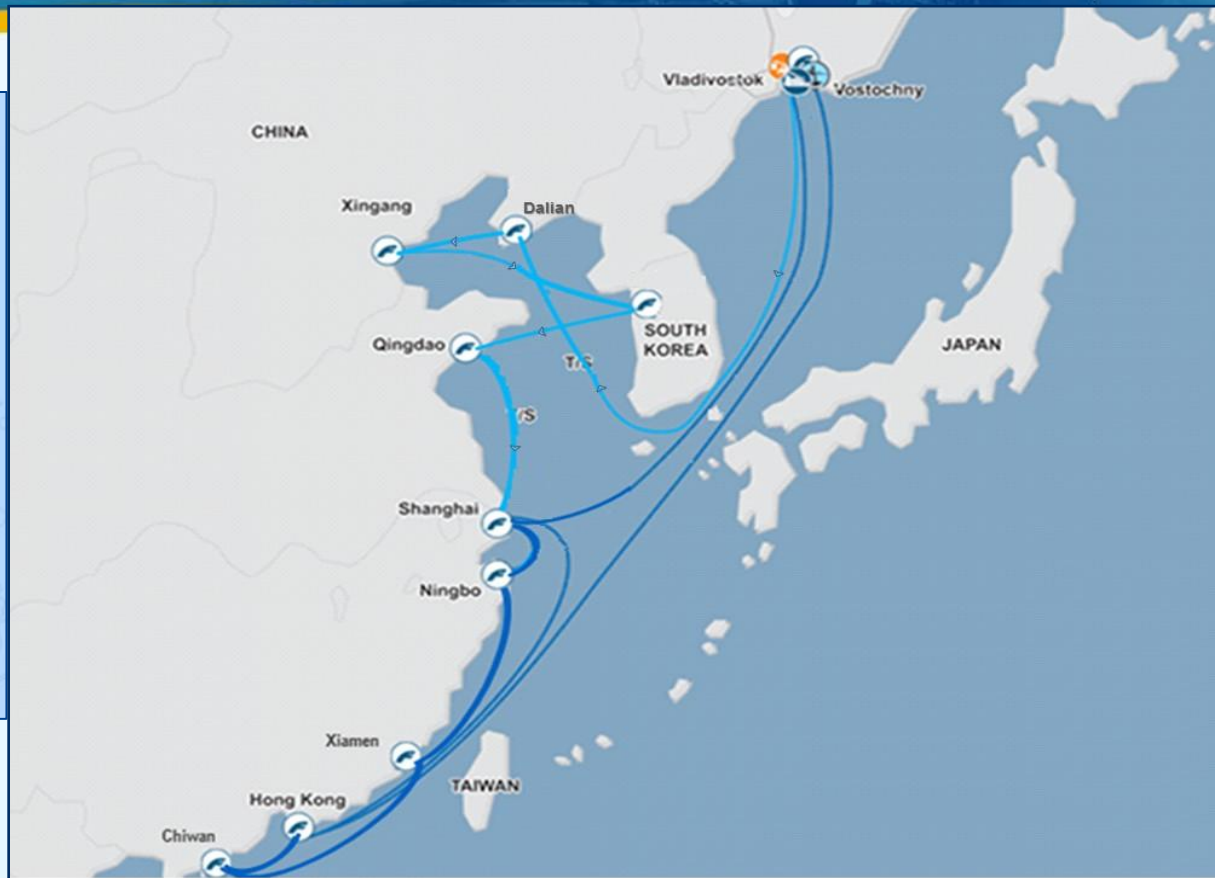 Vladivostok
Vostochny
CHINA
Xingang
Dalian
SOUTH
KOREA
JAPAN
Qingdao
T/S
/S
Shanghai
Ningbo
Xiamen
TAIWAN
Hong Kong
Chiwan